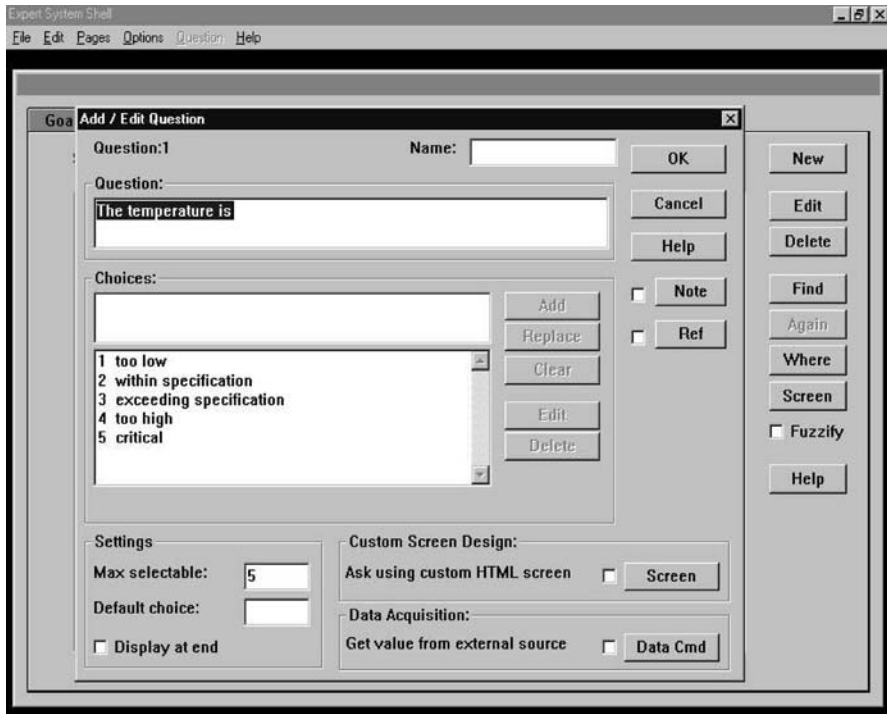 Expert System Shell
File Edit Pages Options Question Help
Goa
Add / Edit Question
Question:1
Name:
OK
New
Question:
The temperature is
Cancel
Edit
Help
Delete
Choices:
Note
Find
Add
Ref
Again
Replace
Where
Clear
1 too low
2 within specification
3 exceeding specification
4 too high
5 critical
Edit
Delete
Screen
Fuzzify
Help
Settings
Max selectable: 5
Default choice:
Display at end
Custom Screen Design:
Ask using custom HTML screen
Screen
Data Acquisition:
Get value from external source
Data Cmd